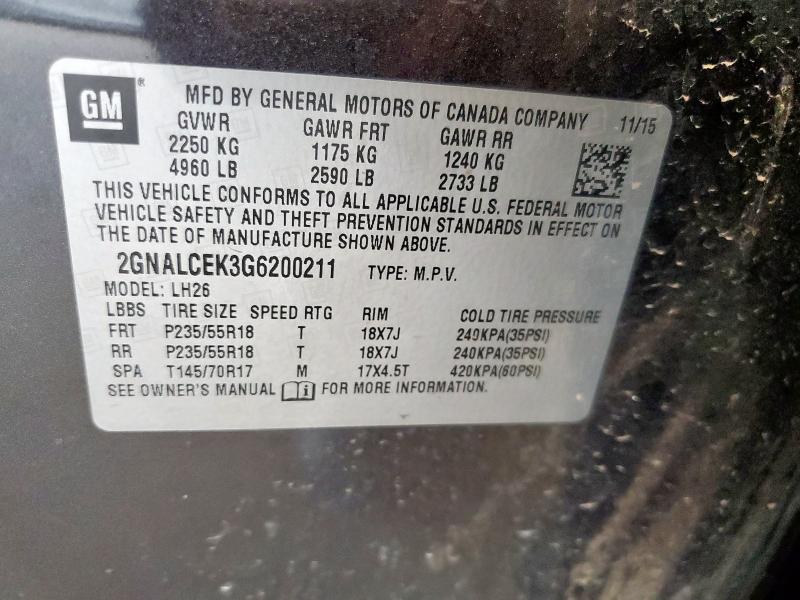 GM ®
MFD BY GENERAL MOTORS OF CANADA COMPANY 11/15
GVWR GAWR FRT GAWR RR
2250 KG 1175 KG 1240 KG
4960 LB 2590 LB 2733 LB
THIS VEHICLE CONFORMS TO ALL APPLICABLE U.S. FEDERAL MOTOR
VEHICLE SAFETY AND THEFT PREVENTION STANDARDS IN EFFECT ON
THE DATE OF MANUFACTURE SHOWN ABOVE.
2GNALCEK3G6200211 TYPE: M.P.V.
MODEL: LH26
LBBS TIRE SIZE SPEED RTG RIM COLD TIRE PRESSURE
FRT P235/55R18 T 18X7J 240KPA(35PSI)
RR P235/55R18 T 18X7J 240KPA(35PSI)
SPA T145/70R17 M 17X4.5T 420KPA(60PSI)
SEE OWNER'S MANUAL FOR MORE INFORMATION.